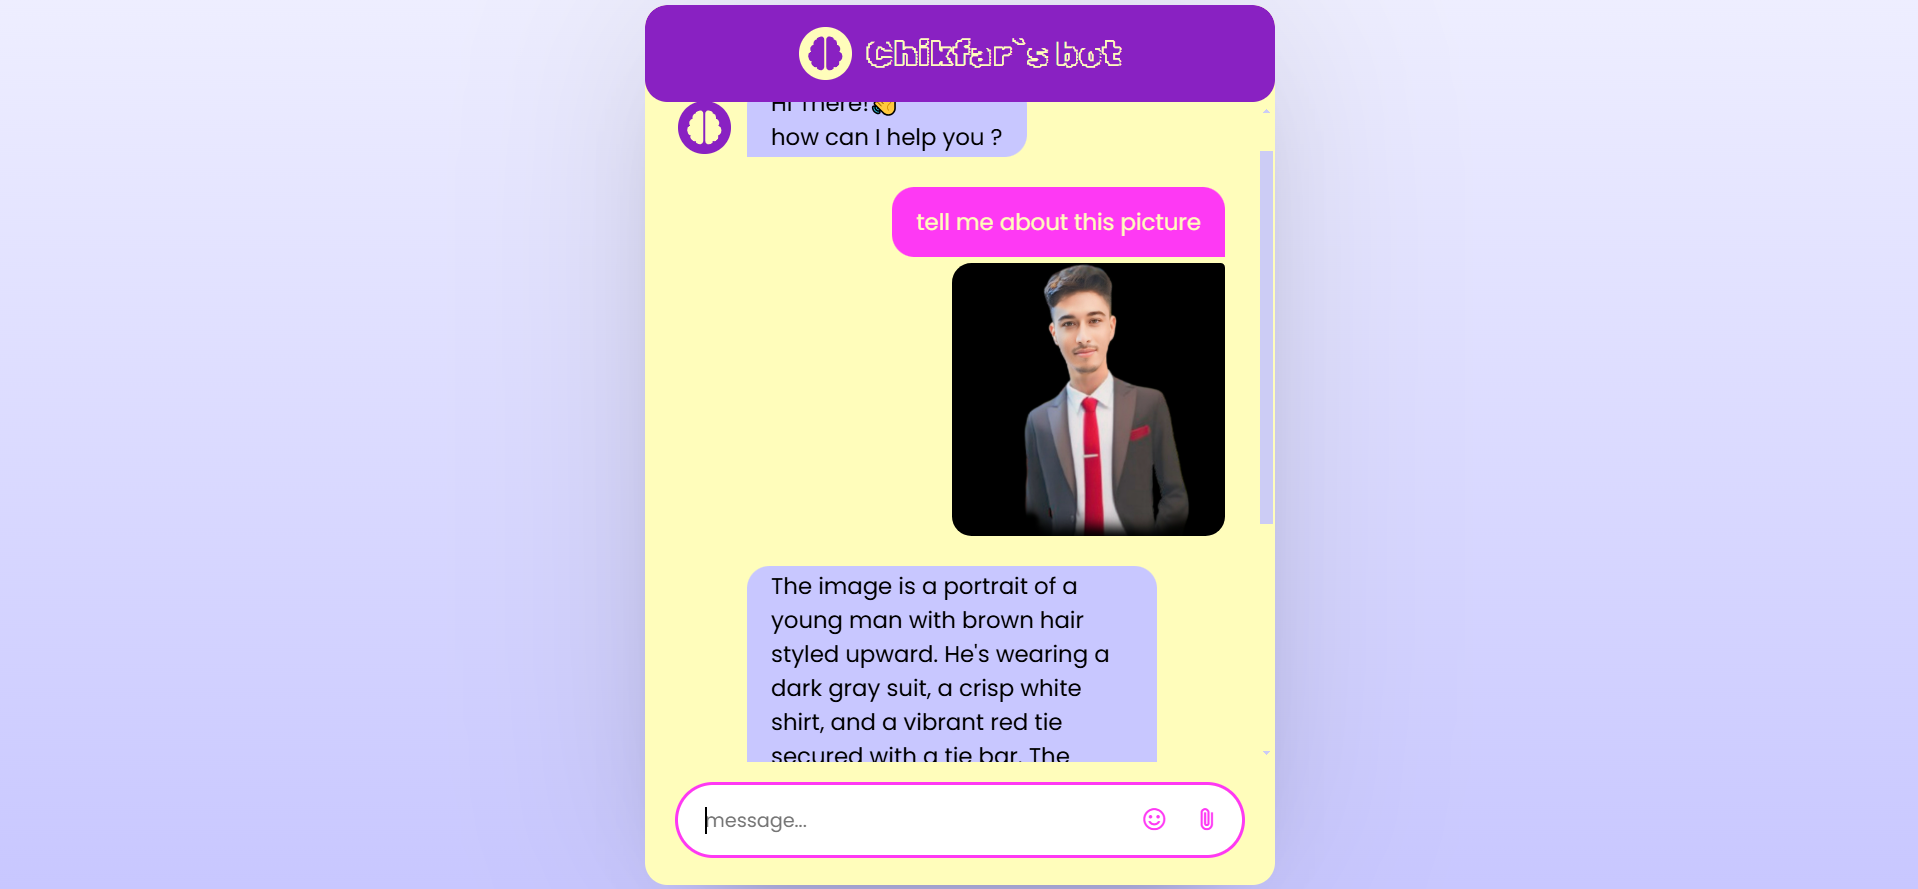 Chikfar`s bot
Hi There!👋
how can I help you ?
tell me about this picture
The image is a portrait of a
young man with brown hair
styled upward. He's wearing a
dark gray suit, a crisp white
shirt, and a vibrant red tie
secured with a tie bar. The
message...